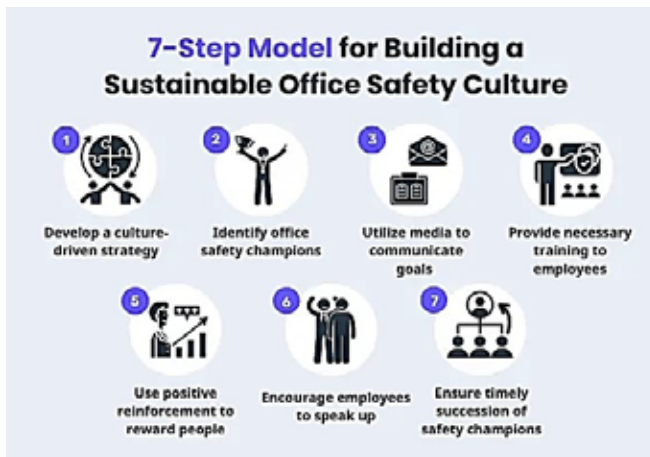 7-Step Model for Building a
Sustainable Office Safety Culture
1
Develop a culture-
driven strategy
2
Identify office
safety champions
3
Utilize media to
communicate
goals
4
Provide necessary
training to
employees
5
Use positive
reinforcement to
reward people
6
Encourage employees
to speak up
7
Ensure timely
succession of
safety champions